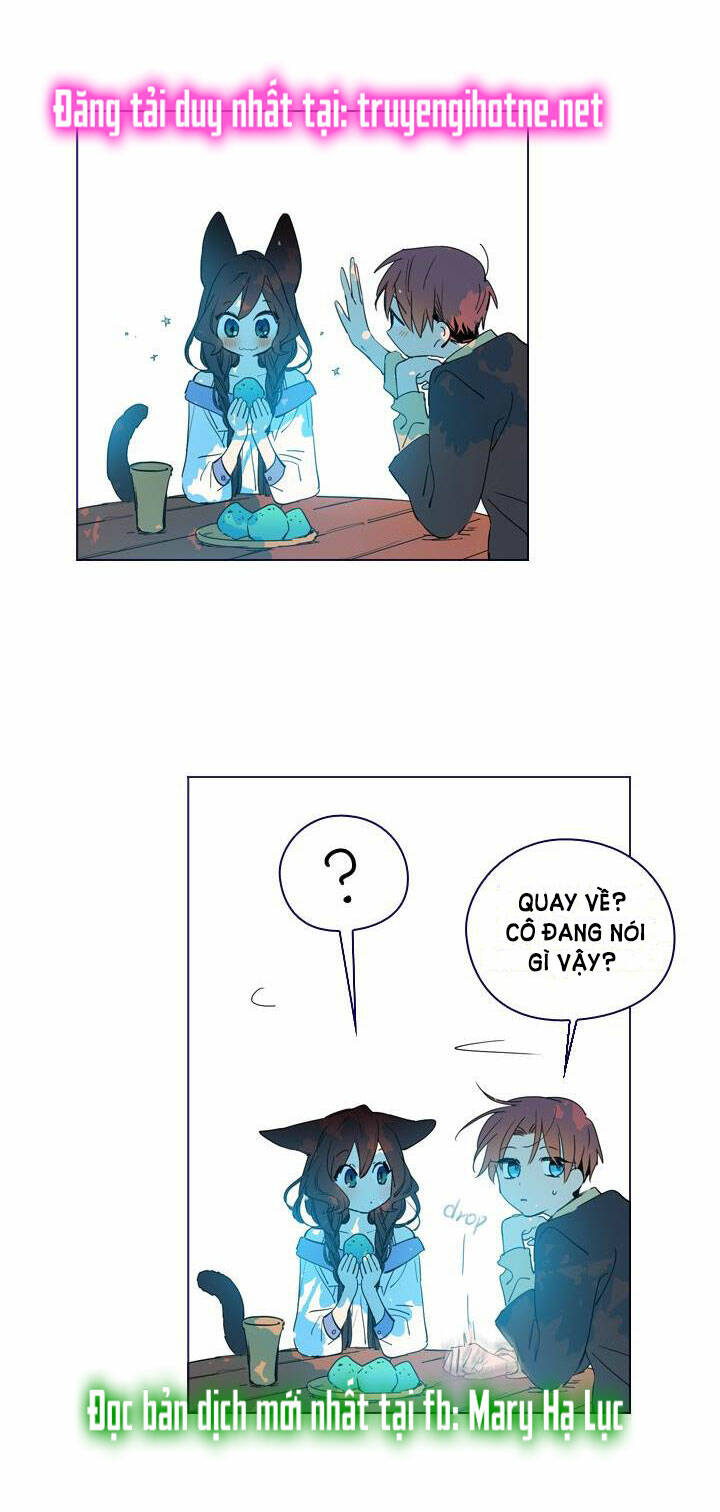 Đăng tải duy nhất tại: truyengihotne.net
?
QUAY VỀ?
CÔ ĐANG NÓI
GÌ VẬY?
drop
Đọc bản dịch mới nhất tại fb: Mary Hạ Lục